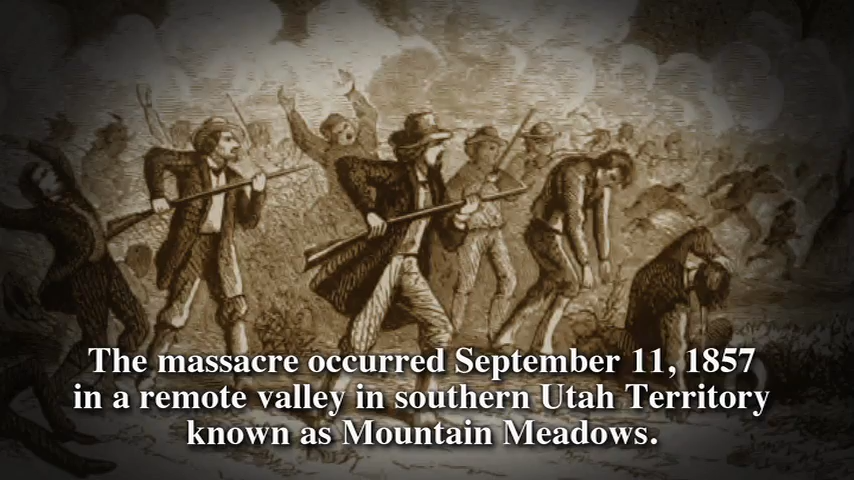 The massacre occurred September 11, 1857
in a remote valley in southern Utah Territory
known as Mountain Meadows.